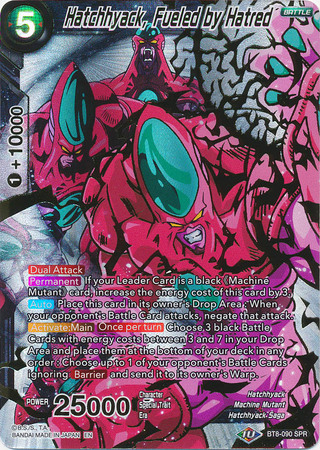 5
Hatchhyack, Fueled by Hatred
BATTLE
1 + 10000
Dual Attack
Permanent If your Leader Card is a black 《Machine
Mutant》 card, increase the energy cost of this card by 3.
Auto Place this card in its owner's Drop Area : When
your opponent's Battle Card attacks, negate that attack.
Activate:Main Once per turn Choose 3 black Battle
Cards with energy costs between 3 and 7 in your Drop
Area and place them at the bottom of your deck in
any order : Choose up to 1 of your opponent's Battle Cards
ignoring Barrier and send it to its owner's Warp.
POWER 25000
Character Hatchhyack
Special Trait Machine Mutant
Era Hatchhyack Saga
©B.S./T.A.
BANDAI MADE IN JAPAN EN
BT8-090 SPR